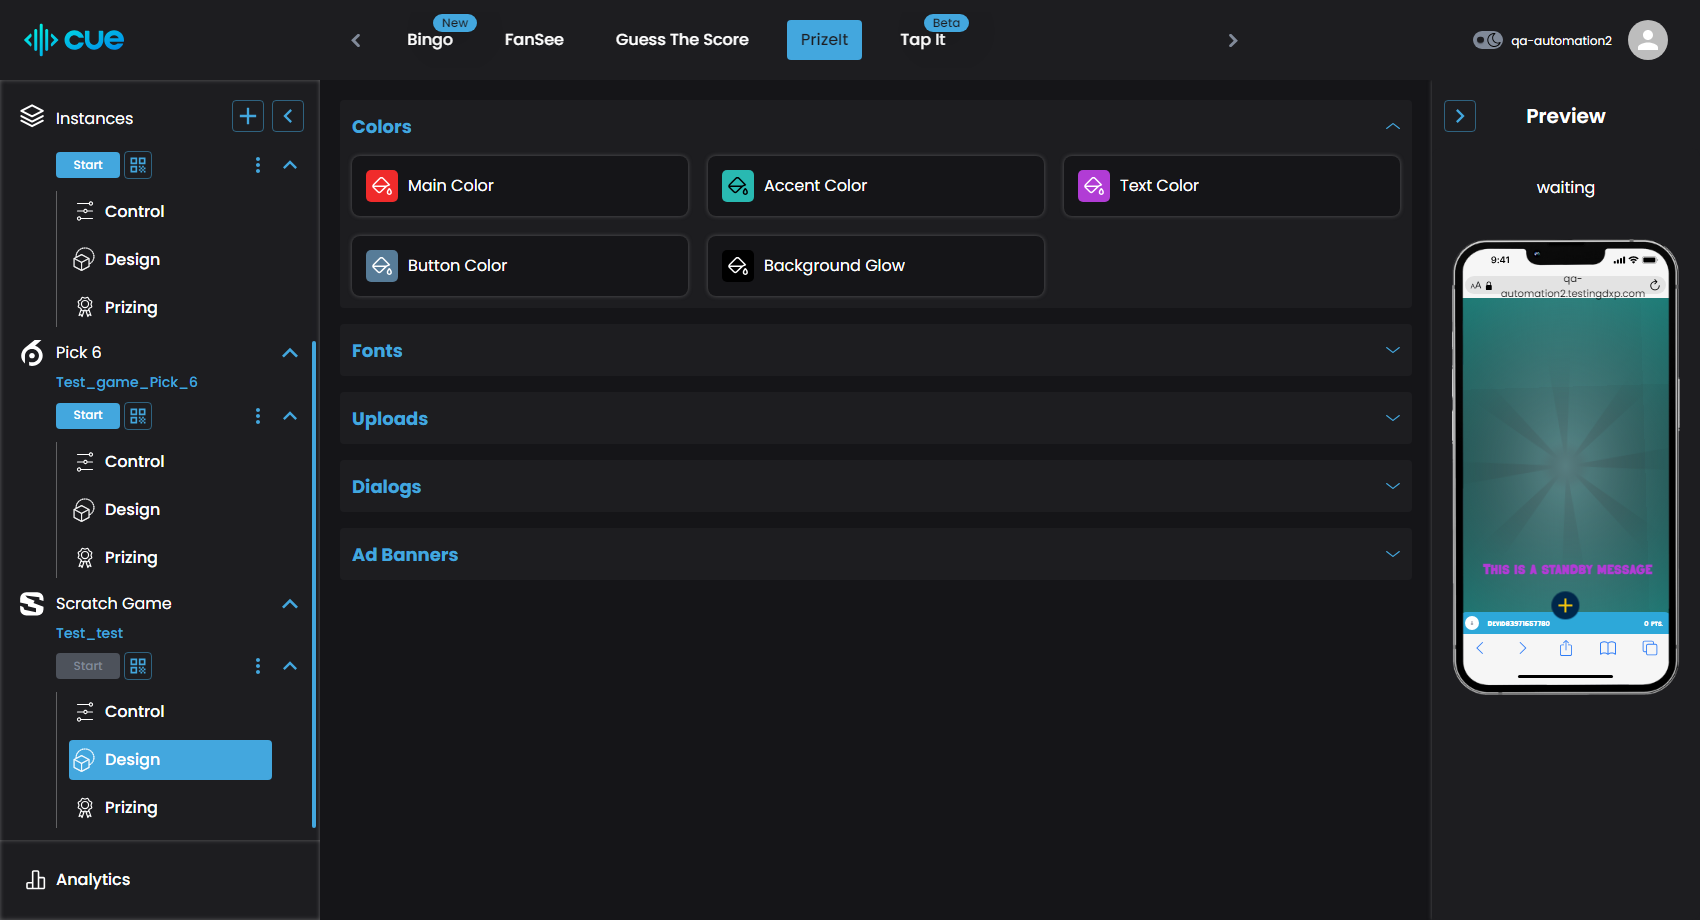 cue
New
Bingo
FanSee
Guess The Score
PrizeIt
Beta
Tap It
qa-automation2
Instances
Start
Control
Design
Prizing
Pick 6
Test_game_Pick_6
Start
Control
Design
Prizing
Scratch Game
Test_test
Start
Control
Design
Prizing
Analytics
Colors
Main Color
Accent Color
Text Color
Button Color
Background Glow
Fonts
Uploads
Dialogs
Ad Banners
Preview
waiting
9:41
AA
qa-
automation2.testingdxp.com
This is a standby message
0 PTS.